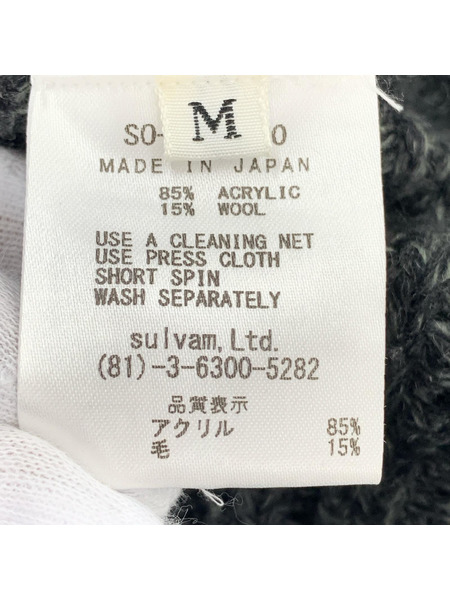 M
MADE IN JAPAN
85% ACRYLIC
15% WOOL
USE A CLEANING NET
USE PRESS CLOTH
SHORT SPIN
WASH SEPARATELY
sulvam,Ltd.
(81)-3-6300-5282
品質表示
アクリル 85%
毛 15%